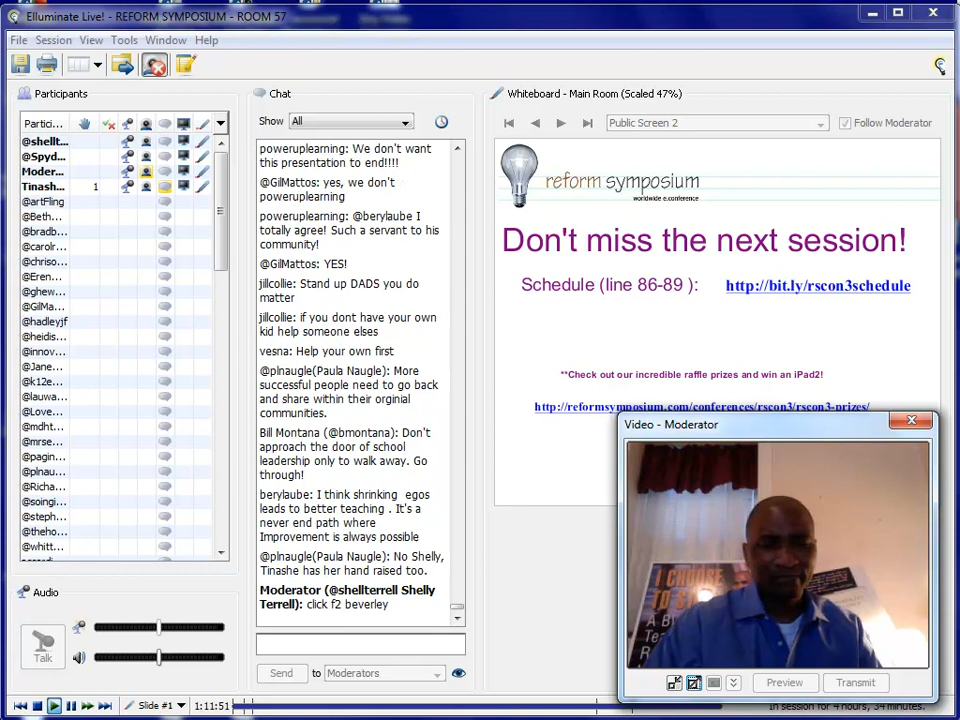 Elluminate Live! - REFORM SYMPOSIUM - ROOM 57
File Session View Tools Window Help
Participants
Partici...
@shellt...
@Spyd...
Moder...
Tinash... 1
@artFling
@Beth...
@bradb...
@carolr...
@chriso...
@Eren...
@ghew...
@GilMa...
@hadleyjf
@heidis...
@innov...
@Jane...
@k12e...
@lauwa...
@Love...
@mdht...
@mrse...
@pagin...
@plnau...
@Richa...
@soingi...
@steph...
@theho...
@whitt...
Audio
Talk
Chat
Show All
poweruplearning: We don't want
this presentation to end!!!!
@GilMattos: yes, we don't
poweruplearning
poweruplearning: @berylaube I
totally agree! Such a servant to his
community!
@GilMattos: YES!
jillcollie: Stand up DADS you do
matter
jillcollie: if you dont have your own
kid help someone elses
vesna: Help your own first
@plnaugle(Paula Naugle): More
successful people need to go back
and share within their orginial
communities.
Bill Montana (@bmontana): Don't
approach the door of school
leadership only to walk away. Go
through!
berylaube: I think shrinking egos
leads to better teaching . It's a
never end path where
Improvement is always possible
@plnaugle(Paula Naugle): No Shelly,
Tinashe has her hand raised too.
Moderator (@shellterrell Shelly
Terrell): click f2 beverley
Send to Moderators
Whiteboard - Main Room (Scaled 47%)
Public Screen 2
Follow Moderator
reform symposium
worldwide e.conference
Don't miss the next session!
Schedule (line 86-89 ): http://bit.ly/rscon3schedule
**Check out our incredible raffle prizes and win an iPad2!
http://reformsymposium.com/conferences/rscon3/rscon3-prizes/
Video - Moderator
I CHOOSE
TO S
A B
Tea
Preview Transmit
Slide #1 1:11:51
In session for 4 hours, 34 minutes.